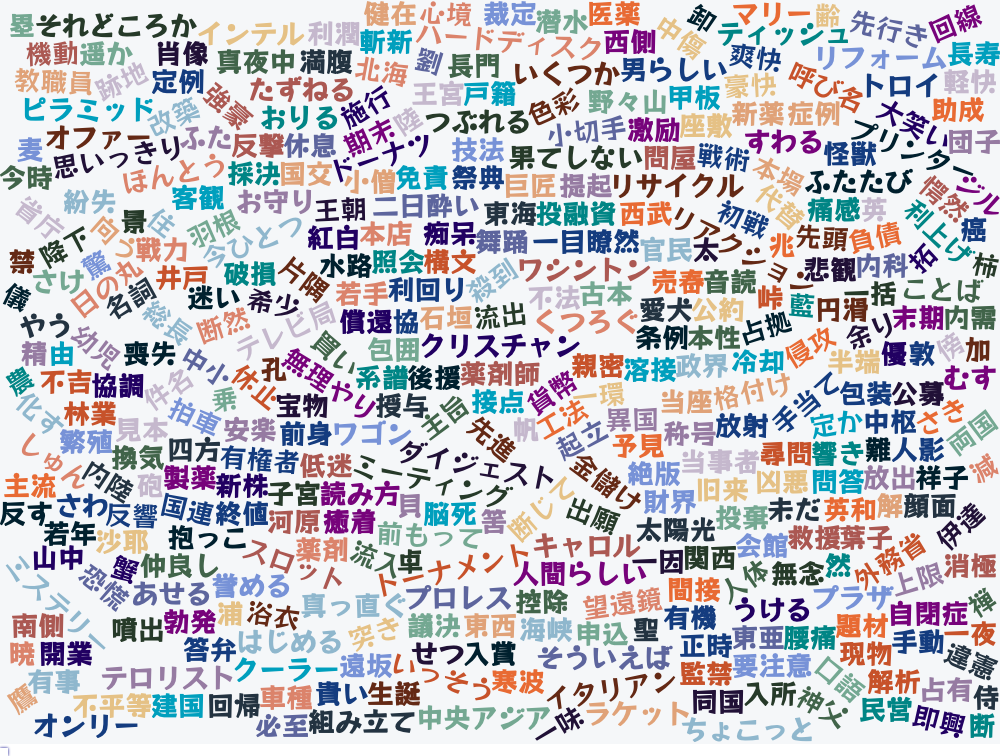 塁 それどころか インテル 利潤 健在 心境 裁定 潜水 医薬 中傷 卸 マリー 齢 先行き 回線
機動 遥か 肖像 真夜中 満腹 斬新 ハードディスク 西側 ティッシュ 爽快 リフォーム 長寿
教職員 跡地 定例 たずねる 北海 劉 長門 いくつか 男らしい 豪快 呼び名 トロイ 軽快
ピラミッド 改築 強豪 おりる 施行 王宮 戸籍 色彩 野々山 甲板 新薬 症例 大笑い 助成
妻 オファー ふた 反撃 休息 期末 陸 つぶれる 小切手 激励 座敷 すわる プリンター 団子
思いっきり ドーナツ 技法 果てしない 問屋 戦術 本場 怪獣
今時 ほんとう 採決 国交 小僧 免責 祭典 巨匠 提起 リサイクル 代替 ふたたび 愕然 ジル
紛失 客観 お守り 王朝 二日酔い 東海 投融資 西武 リアクション 初戦 痛感 英 利上げ 癌
省庁 景 住 羽根 今ひとつ 紅白 本店 痴呆 舞踊 一目瞭然 官民 太 兆 先頭 負債 拓 柿
禁 降下 驚 向 戦力 井戸 破損 片隅 水路 照会 横文 殺到 ワシントン 売春 音読 悲観 内科
儀 さけ 日の丸 名詞 迷い 希少 若手 利回り 不法 古本 愛犬 公約 峠 藍 円滑 一括 ことば
やう 幼児 総長 断然 テレビ局 償還 協 石垣 流出 くつろぐ 条例 本性 占拠 侵攻 余り 末期 内需
精 由 喪失 中小 賢い 包囲 クリスチャン 親密 溶接 政界 冷却 半端 優 敦 侍 加
農 不吉 協調 件名 乗 休止 孔 無理やり 系譜 後援 薬剤師 貨幣 一環 当座 格付け 手当て 包装 公募 むす
化す 林業 見本 拍車 安楽 宝物 授与 主旨 接点 帆 工法 異国 放射 定か 中枢 さき 両国
しゅん 繁殖 換気 四方 前身 ワゴン ダイジェスト 先進 起立 予見 称号 尋問 響き 難 人影
主流 内陸 砲 製薬 有権者 新株 低迷 ミーティング 金儲け 絶版 当事者 旧来 凶悪 問答 放出 祥子 減
反す さわ 反響 国連 終値 子宮 読み方 貝 断じ ん 出願 財界 投棄 未だ 英和 解 顔面
若年 沙耶 抱っこ 河原 癒着 前もって 脳死 筈 太陽光 会館 救援 葉子 伊達
山中 蟹 仲良し スロット 薬剤 流入 卓 トーナメント キャロル 一因 関西 人体 無念 然 外務省 上限 消極
ミステリー 恐慌 あせる 誉める 真っ直ぐ プロレス 控除 人間らしい 望遠鏡 間接 有機 うける プラザ 自閉症 禅
南側 噴出 勃発 浦 浴衣 突き 議決 東西 海峡 申込 聖 正時 東亜 腰痛 題材 手動 一夜
暁 開業 答弁 はじめる せつ 入賞 そういえば 監禁 要注意 現物 違憲
鷹 有事 テロリスト クーラー 遠坂 いっそう 寒波 イタリアン 同国 入所 口語 解析 占有 侍
不平等 建国 回帰 車種 貴い 生誕 一味 ラケット 神父 民営 即興 断
オンリー 必至 組み立て 中央アジア ちょこっと